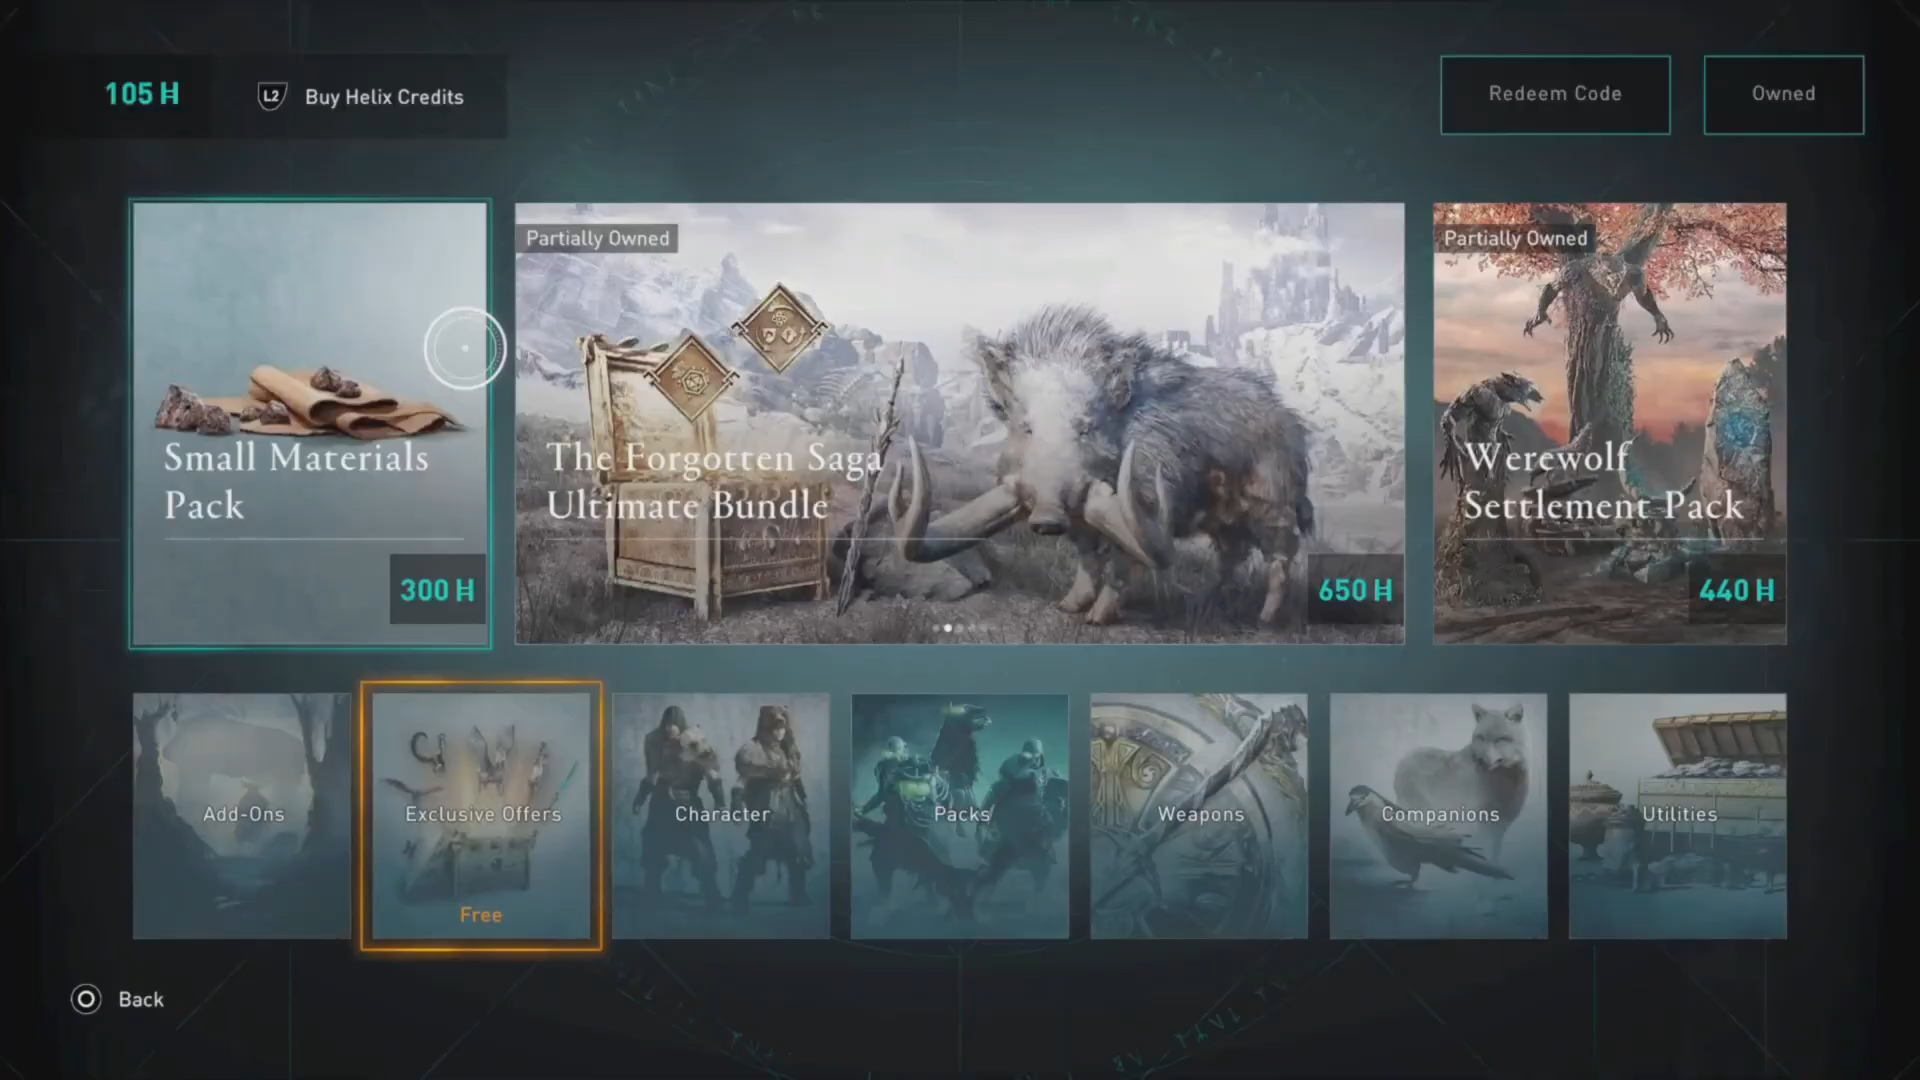 105 H
L2 Buy Helix Credits
Redeem Code
Owned
Small Materials
Pack
300 H
Partially Owned
The Forgotten Saga
Ultimate Bundle
650 H
Partially Owned
Werewolf
Settlement Pack
440 H
Add-Ons
Exclusive Offers
Free
Character
Packs
Weapons
Companions
Utilities
Back